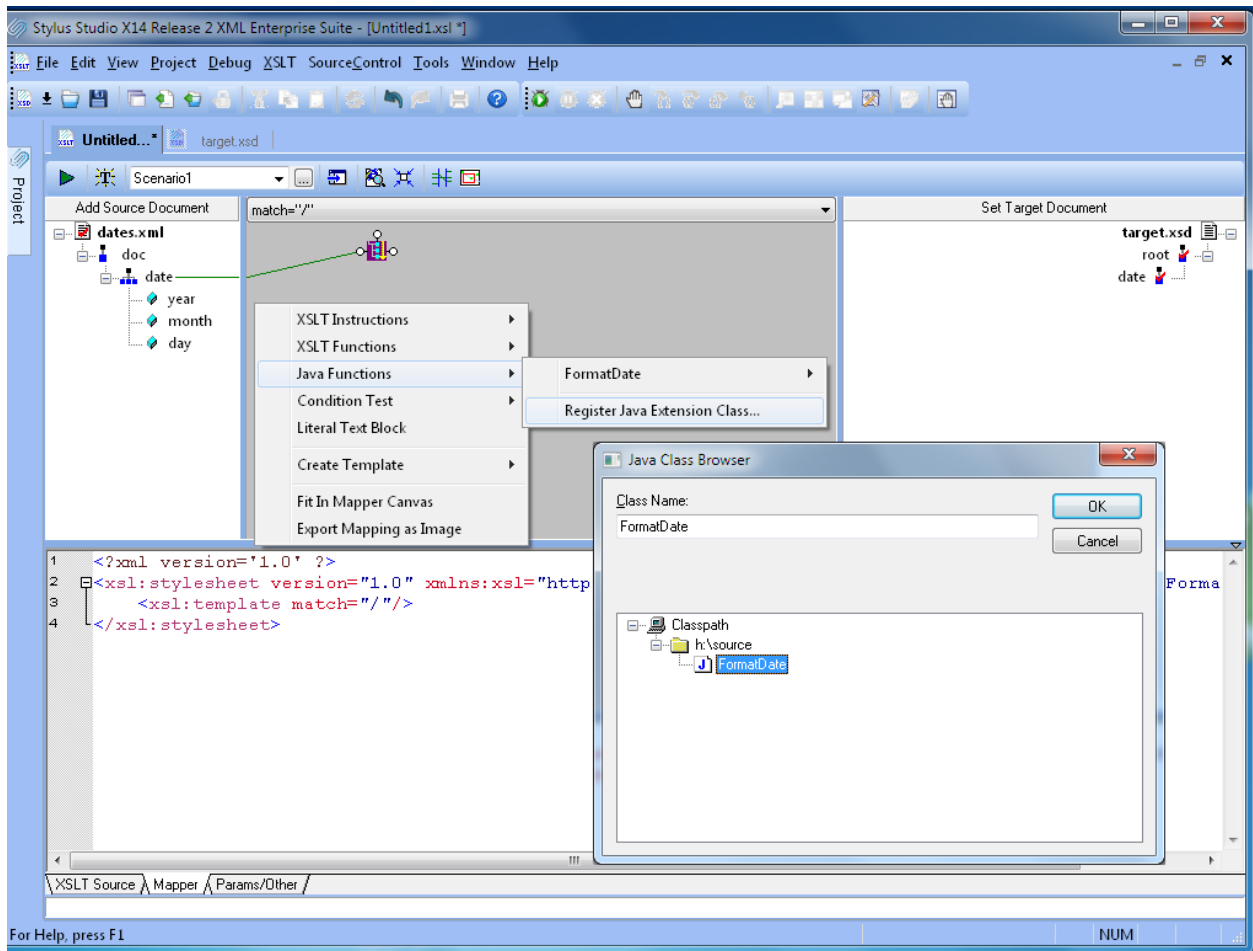 Stylus Studio X14 Release 2 XML Enterprise Suite - [Untitled1.xsl *]
File Edit View Project Debug XSLT SourceControl Tools Window Help
Untitled...* target.xsd
Project
Scenario1
Add Source Document
match="/"
Set Target Document
dates.xml
doc
date
year
month
day
target.xsd
root
date
XSLT Instructions
XSLT Functions
Java Functions
Condition Test
Literal Text Block
Create Template
Fit In Mapper Canvas
Export Mapping as Image
FormatDate
Register Java Extension Class...
Java Class Browser
Class Name:
FormatDate
OK
Cancel
Classpath
h:\source
FormatDate
1 <?xml version='1.0' ?>
2 <xsl:stylesheet version="1.0" xmlns:xsl="http Forma
3 <xsl:template match="/"/>
4 </xsl:stylesheet>
XSLT Source Mapper Params/Other
For Help, press F1
NUM